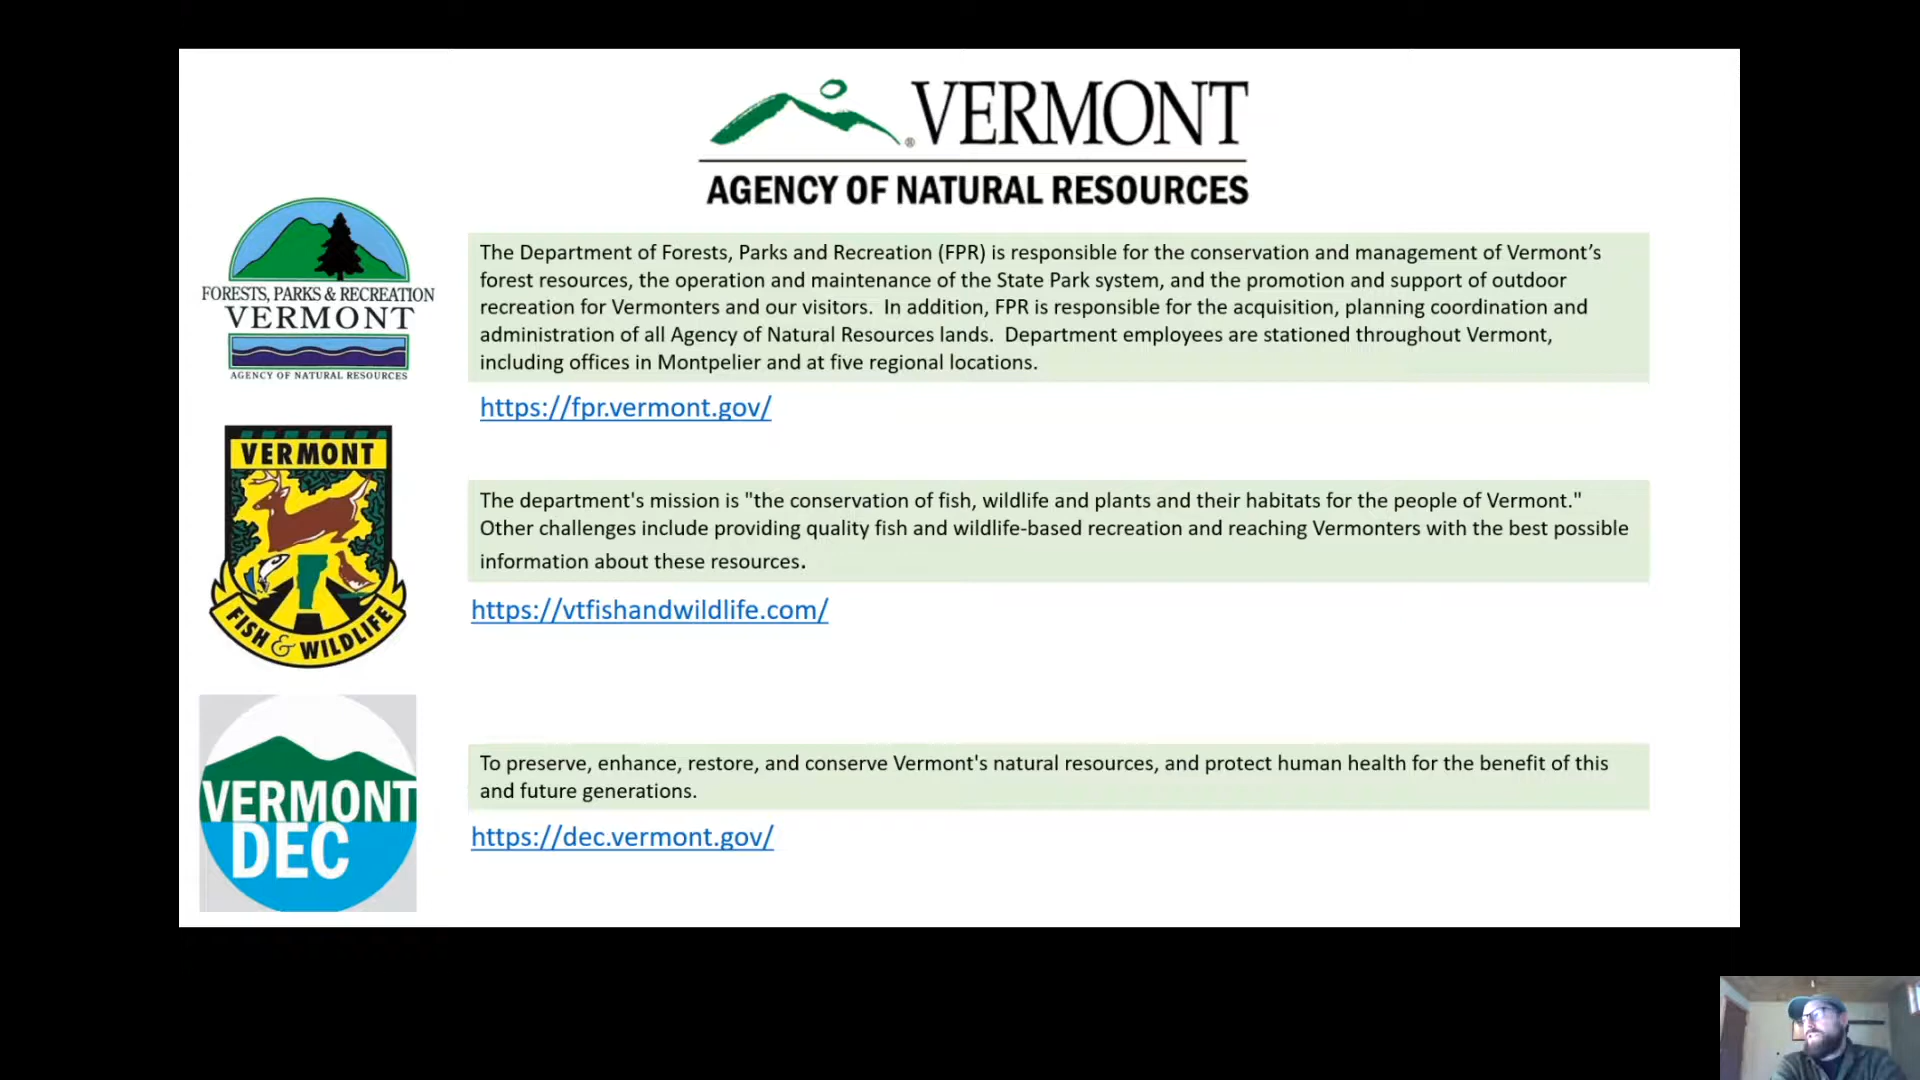 VERMONT
AGENCY OF NATURAL RESOURCES
FORESTS, PARKS & RECREATION
VERMONT
AGENCY OF NATURAL RESOURCES
The Department of Forests, Parks and Recreation (FPR) is responsible for the conservation and management of Vermont’s
forest resources, the operation and maintenance of the State Park system, and the promotion and support of outdoor
recreation for Vermonters and our visitors.  In addition, FPR is responsible for the acquisition, planning coordination and
administration of all Agency of Natural Resources lands.  Department employees are stationed throughout Vermont,
including offices in Montpelier and at five regional locations.
https://fpr.vermont.gov/
VERMONT
FISH & WILDLIFE
The department's mission is "the conservation of fish, wildlife and plants and their habitats for the people of Vermont."
Other challenges include providing quality fish and wildlife-based recreation and reaching Vermonters with the best possible
information about these resources.
https://vtfishandwildlife.com/
VERMONT
DEC
To preserve, enhance, restore, and conserve Vermont's natural resources, and protect human health for the benefit of this
and future generations.
https://dec.vermont.gov/